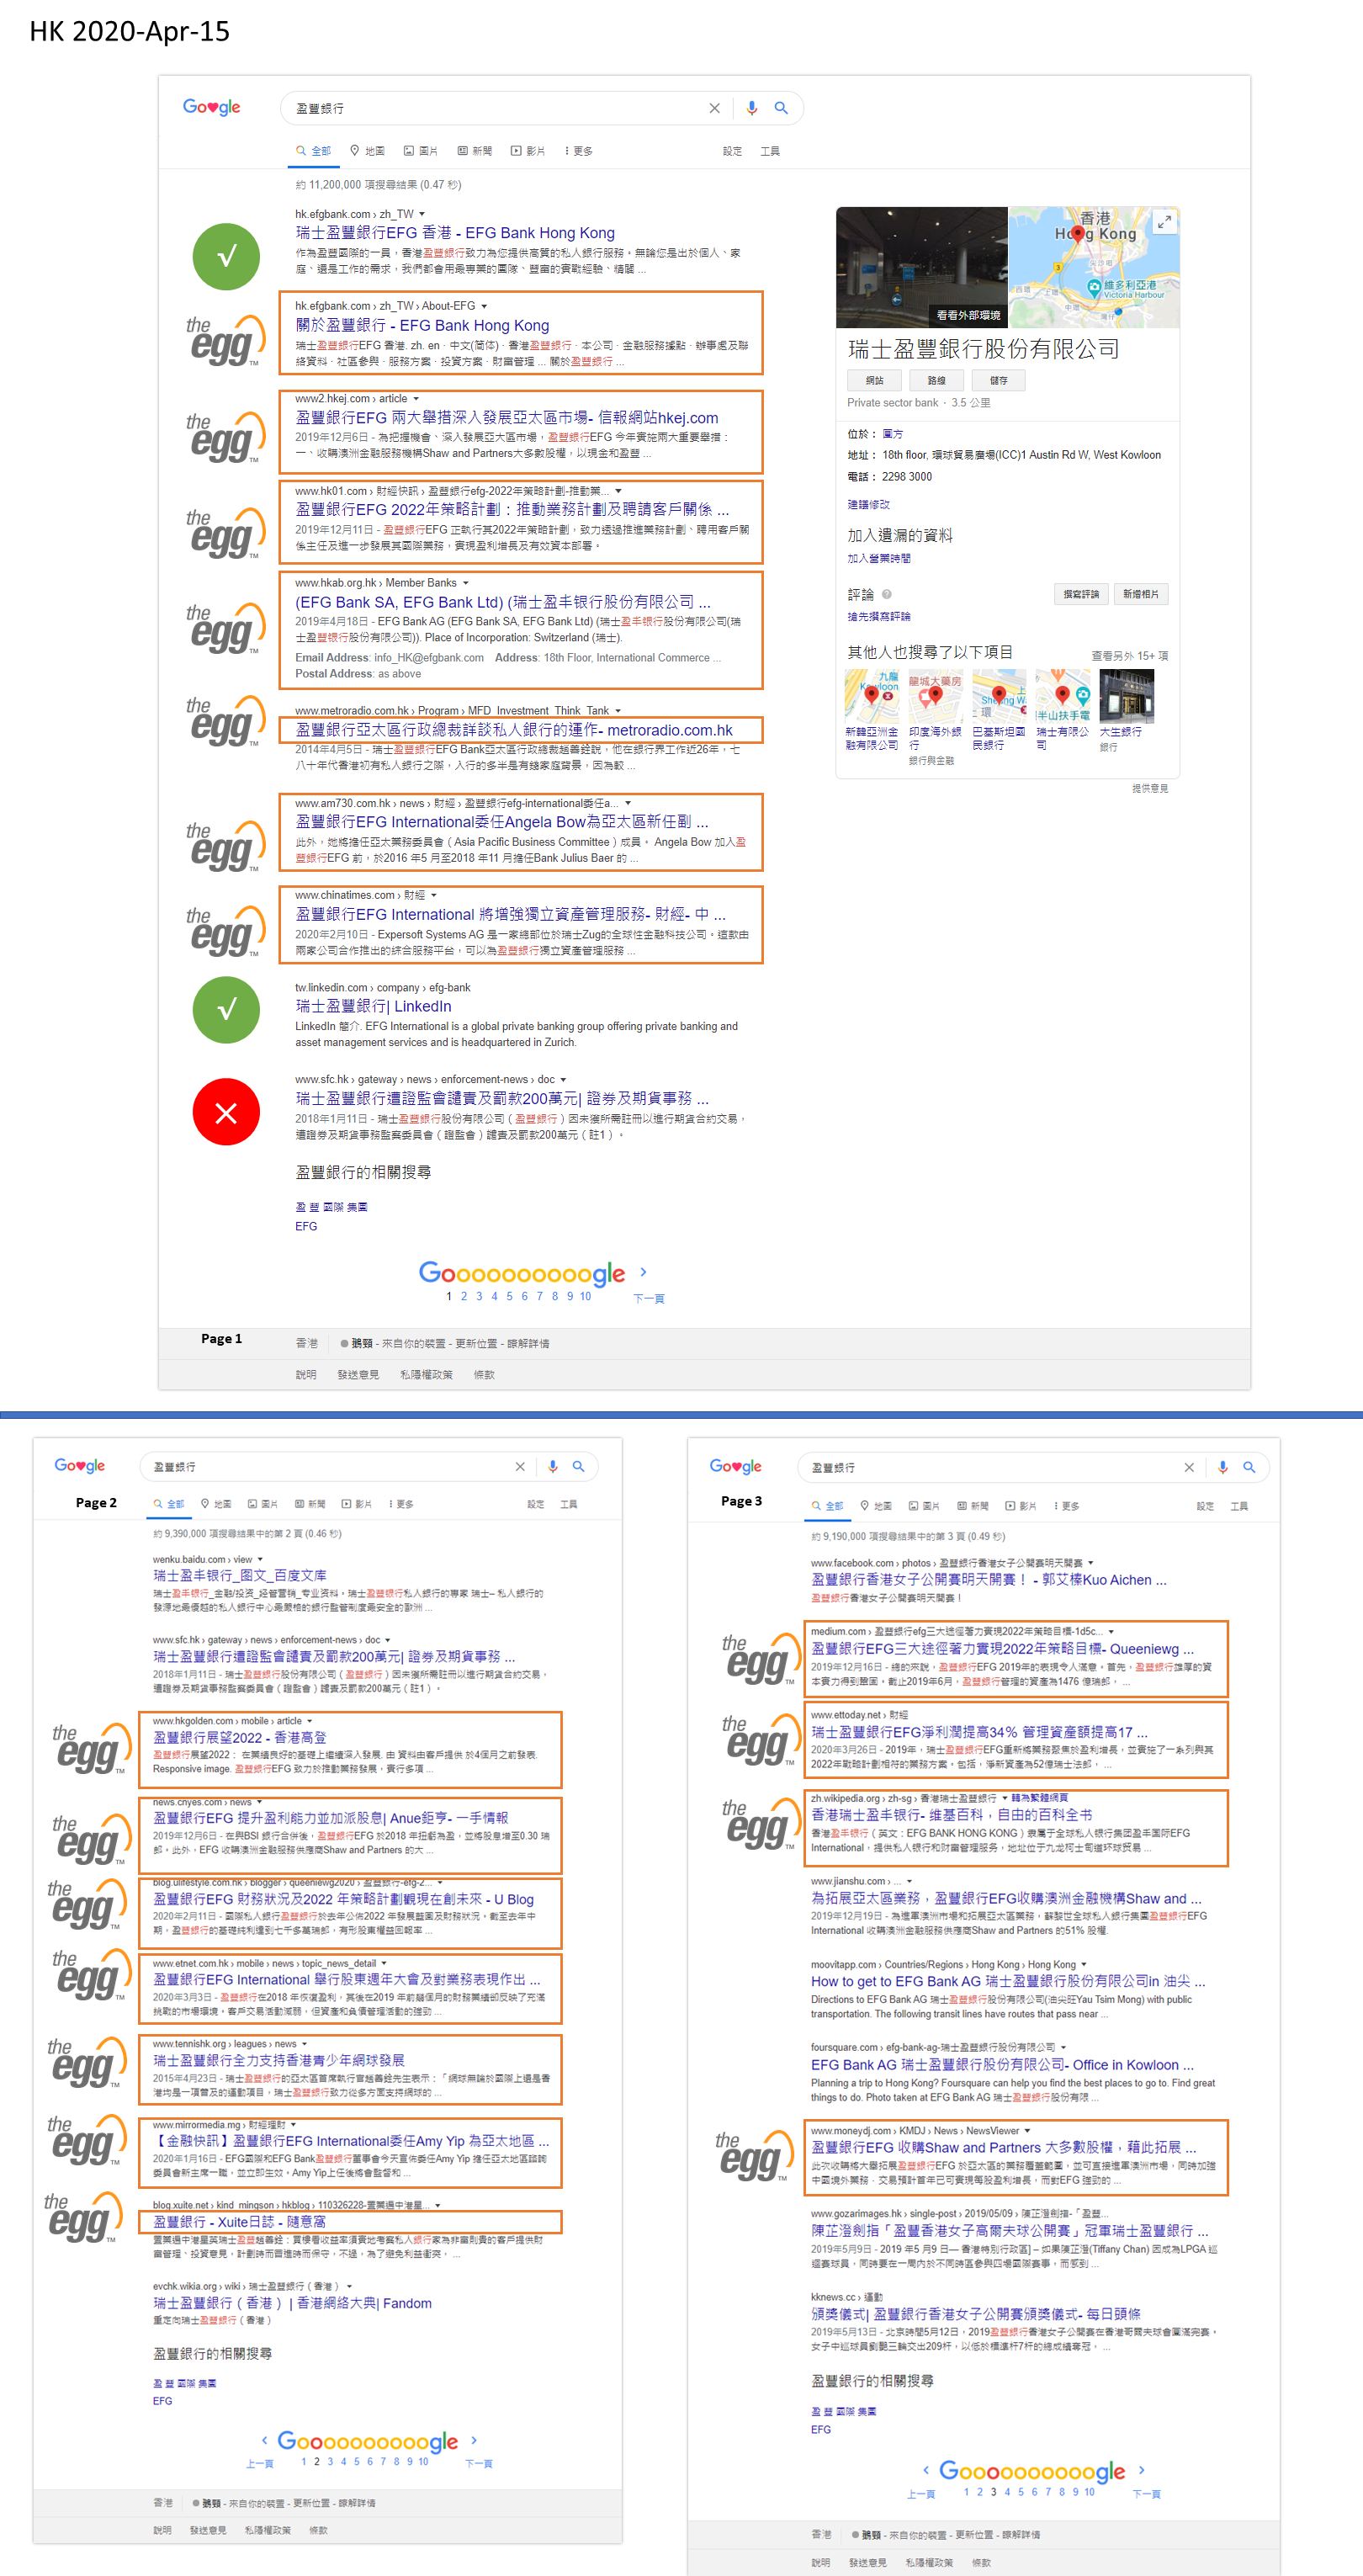 HK 2020-Apr-15
Google
盈豐銀行
全部 地圖 圖片 新聞 影片 更多 設定 工具
約 11,200,000 項搜尋結果 (0.47 秒)
hk.efgbank.com › zh_TW
瑞士盈豐銀行EFG 香港 - EFG Bank Hong Kong
作為盈豐國際的一員，香港盈豐銀行致力為您提供高質的私人銀行服務。無論您是出於個人、家
庭、還是工作的需求，我們都會用最專業的團隊、豐富的實戰經驗、精闢 ...
the egg TM
hk.efgbank.com › zh_TW › About-EFG
關於盈豐銀行 - EFG Bank Hong Kong
瑞士盈豐銀行EFG 香港. zh. en · 中文(简体) · 香港盈豐銀行 · 本公司 · 金融服務據點 · 辦事處及聯
絡資料 · 社區參與 · 服務方案 · 投資方案 · 財富管理 ... 關於盈豐銀行 ...
the egg TM
www2.hkej.com › article
盈豐銀行EFG 兩大舉措深入發展亞太區市場- 信報網站hkej.com
2019年12月6日 - 為把握機會、深入發展亞太區市場，盈豐銀行EFG 今年實施兩大重要舉措：
一、收購澳洲金融服務機構Shaw and Partners大多數股權，以現金和盈豐 ...
the egg TM
www.hk01.com › 財經快訊 › 盈豐銀行efg-2022年策略計劃-推動業...
盈豐銀行EFG 2022年策略計劃：推動業務計劃及聘請客戶關係 ...
2019年12月11日 - 盈豐銀行EFG 正執行其2022年策略計劃，致力透過推進業務計劃、聘用客戶關
係主任及進一步發展其國際業務，實現盈利增長及有效資本部署。
the egg TM
www.hkab.org.hk › Member Banks
(EFG Bank SA, EFG Bank Ltd) (瑞士盈丰银行股份有限公司 ...
2019年4月18日 - EFG Bank AG (EFG Bank SA, EFG Bank Ltd) (瑞士盈丰银行股份有限公司(瑞
士盈豐銀行股份有限公司)). Place of Incorporation: Switzerland (瑞士).
Email Address: info_HK@efgbank.com Address: 18th Floor, International Commerce ...
Postal Address: as above
the egg TM
www.metroradio.com.hk › Program › MFD_Investment_Think_Tank
盈豐銀行亞太區行政總裁詳談私人銀行的運作- metroradio.com.hk
2014年4月5日 - 瑞士盈豐銀行EFG Bank亞太區行政總裁趙善銓說，他在銀行界工作近26年，七
八十年代香港初有私人銀行之際，入行的多半是有錢家庭背景，因為較 ...
the egg TM
www.am730.com.hk › news › 財經 › 盈豐銀行efg-international委任a...
盈豐銀行EFG International委任Angela Bow為亞太區新任副 ...
此外，她將擔任亞太業務委員會（Asia Pacific Business Committee）成員。 Angela Bow 加入盈
豐銀行EFG 前，於2016 年5 月至2018 年11 月擔任Bank Julius Baer 的 ...
the egg TM
www.chinatimes.com › 財經
盈豐銀行EFG International 將增強獨立資產管理服務- 財經- 中 ...
2020年2月10日 - Expersoft Systems AG 是一家總部位於瑞士Zug的全球性金融科技公司。這款由
兩家公司合作推出的綜合服務平台，可以為盈豐銀行獨立資產管理服務 ...
tw.linkedin.com › company › efg-bank
瑞士盈豐銀行| LinkedIn
LinkedIn 簡介. EFG International is a global private banking group offering private banking and
asset management services and is headquartered in Zurich.
www.sfc.hk › gateway › news › enforcement-news › doc
瑞士盈豐銀行遭證監會譴責及罰款200萬元| 證券及期貨事務 ...
2018年1月11日 - 瑞士盈豐銀行股份有限公司（盈豐銀行）因未獲所需註冊以進行期貨合約交易，
遭證券及期貨事務監察委員會（證監會）譴責及罰款200萬元（註1）。
盈豐銀行的相關搜尋
盈 豐 國際 集團
EFG
Goooooooooogle
1 2 3 4 5 6 7 8 9 10 下一頁
Page 1
香港 鵝頸 - 來自你的裝置 - 更新位置 - 瞭解詳情
說明 發送意見 私隱權政策 條款
看看外部環境
香港
Hong Kong
尖沙咀
西環
上環
灣仔
維多利亞港
Victoria Harbour
瑞士盈豐銀行股份有限公司
網站 路線 儲存
Private sector bank · 3.5 公里
位於： 圓方
地址： 18th floor, 環球貿易廣場(ICC)1 Austin Rd W, West Kowloon
電話： 2298 3000
建議修改
加入遺漏的資料
加入營業時間
評論 撰寫評論 新增相片
搶先撰寫評論
其他人也搜尋了以下項目 查看另外 15+ 項
新韓亞洲金融有限公司
印度海外銀行
銀行與金融
巴基斯坦國民銀行
瑞士有限公司
大生銀行
銀行
提供意見
Google
盈豐銀行
Page 2
全部 地圖 圖片 新聞 影片 更多 設定 工具
約 9,390,000 項搜尋結果中的第 2 頁 (0.46 秒)
wenku.baidu.com › view
瑞士盈丰银行_图文_百度文库
瑞士盈丰银行_金融/投资_经管营销_专业资料。瑞士盈豐銀行私人銀行的專家 瑞士– 私人銀行的
發源地最優越的私人銀行中心最嚴格的銀行監管制度最安全的歐洲 ...
www.sfc.hk › gateway › news › enforcement-news › doc
瑞士盈豐銀行遭證監會譴責及罰款200萬元| 證券及期貨事務 ...
2018年1月11日 - 瑞士盈豐銀行股份有限公司（盈豐銀行）因未獲所需註冊以進行期貨合約交易，
遭證券及期貨事務監察委員會（證監會）譴責及罰款200萬元（註1）。
the egg TM
www.hkgolden.com › mobile › article
盈豐銀行展望2022 - 香港高登
盈豐銀行展望2022： 在業績良好的基礎上繼續深入發展. 由 資料由客戶提供 於4個月之前發表.
Responsive image. 盈豐銀行EFG 致力於推動業務發展，實行多項 ...
the egg TM
news.cnyes.com › news
盈豐銀行EFG 提升盈利能力並加派股息| Anue鉅亨- 一手情報
2019年12月6日 - 在與BSI 銀行合併後，盈豐銀行EFG 於2018 年扭虧為盈，並將股息增至0.30 瑞
郎。此外，EFG 收購澳洲金融服務供應商Shaw and Partners 的大 ...
the egg TM
blog.ulifestyle.com.hk › blogger › queeniewg2020 › 盈豐銀行-efg-2...
盈豐銀行EFG 財務狀況及2022 年策略計劃觀現在創未來 - U Blog
2020年2月11日 - 國際私人銀行盈豐銀行於去年公佈2022 年發展藍圖及財務狀況。截至去年中
期，盈豐銀行的基礎純利達到七千多萬瑞郎，有形股東權益回報率 ...
the egg TM
www.etnet.com.hk › mobile › news › topic_news_detail
盈豐銀行EFG International 舉行股東週年大會及對業務表現作出 ...
2020年3月3日 - 盈豐銀行在2018 年恢復盈利，其後在2019 年前幾個月的財務業績卻反映了充滿
挑戰的市場環境。客戶交易活動減弱，但資產和負債管理活動的強勁 ...
the egg TM
www.tennishk.org › leagues › news
瑞士盈豐銀行全力支持香港青少年網球發展
2015年4月23日 - 瑞士盈豐銀行的亞太區首席執行官趙善銓先生表示：「網球無論於國際上還是香
港均是一項普及的運動項目，瑞士盈豐銀行致力從多方面支持網球的 ...
the egg TM
www.mirrormedia.mg › 財經理財
【金融快訊】盈豐銀行EFG International委任Amy Yip 為亞太地區 ...
2020年1月16日 - EFG國際和EFG Bank盈豐銀行董事會今天宣佈委任Amy Yip 擔任亞太地區諮詢
委員會新主席一職，並立即生效。Amy Yip上任後將會監督和 ...
the egg TM
blog.xuite.net › kind_mingson › hkblog › 110326228-置業過中港星...
盈豐銀行 - Xuite日誌 - 隨意窩
置業過中港星英瑞士盈豐趙善銓：買樓看收益率須實地考察私人銀行家為非富則貴的客戶提供財
富管理、投資意見，計劃時而冒進時而保守，不過，為了避免利益衝突， ...
evchk.wikia.org › wiki › 瑞士盈豐銀行（香港）
瑞士盈豐銀行（香港） | 香港網絡大典| Fandom
重定向瑞士盈豐銀行（香港）
盈豐銀行的相關搜尋
盈 豐 國際 集團
EFG
Goooooooooogle
上一頁 1 2 3 4 5 6 7 8 9 10 下一頁
香港 鵝頸 - 來自你的裝置 - 更新位置 - 瞭解詳情
說明 發送意見 私隱權政策 條款
Google
盈豐銀行
Page 3
全部 地圖 圖片 新聞 影片 更多 設定 工具
約 9,190,000 項搜尋結果中的第 3 頁 (0.49 秒)
www.facebook.com › photos › 盈豐銀行香港女子公開賽明天開賽
盈豐銀行香港女子公開賽明天開賽！ - 郭艾榛Kuo Aichen ...
盈豐銀行香港女子公開賽明天開賽！
the egg TM
medium.com › 盈豐銀行efg三大途徑著力實現2022年策略目標-1d5c...
盈豐銀行EFG三大途徑著力實現2022年策略目標- Queeniewg ...
2019年12月16日 - 總的來說，盈豐銀行EFG 2019年的表現令人滿意。首先，盈豐銀行雄厚的資
本實力得到鞏固。截止2019年6月，盈豐銀行管理的資產為1476 億瑞郎， ...
the egg TM
www.ettoday.net › 財經
瑞士盈豐銀行EFG淨利潤提高34% 管理資產額提高17 ...
2020年3月26日 - 2019年，瑞士盈豐銀行EFG重新將業務聚焦於盈利增長，並實施了一系列與其
2022年戰略計劃相符的業務方案。包括，淨新資產為52億瑞士法郎， ...
the egg TM
zh.wikipedia.org › zh-sg › 香港瑞士盈豐銀行 轉為繁體網頁
香港瑞士盈丰银行- 维基百科，自由的百科全书
香港盈丰银行（英文：EFG BANK HONG KONG）隶属于全球私人银行集团盈丰国际EFG
International，提供私人银行和财富管理服务，地址位于九龙柯士甸道环球贸易 ...
www.jianshu.com › ...
為拓展亞太區業務，盈豐銀行EFG收購澳洲金融機構Shaw and ...
2019年12月19日 - 為進軍澳洲市場和拓展亞太區業務，蘇黎世全球私人銀行集團盈豐銀行EFG
International 收購澳洲金融服務供應商Shaw and Partners 的51% 股權.
moovitapp.com › Countries/Regions › Hong Kong › Hong Kong
How to get to EFG Bank AG 瑞士盈豐銀行股份有限公司in 油尖 ...
Directions to EFG Bank AG 瑞士盈豐銀行股份有限公司(油尖旺Yau Tsim Mong) with public
transportation. The following transit lines have routes that pass near ...
foursquare.com › efg-bank-ag-瑞士盈豐銀行股份有限公司
EFG Bank AG 瑞士盈豐銀行股份有限公司- Office in Kowloon ...
Planning a trip to Hong Kong? Foursquare can help you find the best places to go to. Find great
things to do. Photo taken at EFG Bank AG 瑞士盈豐銀行股份有限 ...
the egg TM
www.moneydj.com › KMDJ › News › NewsViewer
盈豐銀行EFG 收購Shaw and Partners 大多數股權，藉此拓展 ...
此次收購將大舉拓展盈豐銀行EFG 於亞太區的業務覆蓋範圍，並可直接進軍澳洲市場，同時加強
中國境外業務 · 交易預計首年已可實現每股盈利增長，而對EFG 強勁的 ...
www.gozarimages.hk › single-post › 2019/05/09 › 陳芷澄劍指-「盈豐...
陳芷澄劍指「盈豐香港女子高爾夫球公開賽」冠軍瑞士盈豐銀行 ...
2019年5月9日 - 2019 年5 月9 日— 香港特別行政區] – 如果陳芷澄(Tiffany Chan) 因成為LPGA 巡
迴賽球員，同時要在一周內於不同時區參與四場國際賽事，而感到 ...
kknews.cc › 運動
頒獎儀式| 盈豐銀行香港女子公開賽頒獎儀式- 每日頭條
2019年5月13日 - 北京時間5月12日，2019盈豐銀行香港女子公開賽在香港哥爾夫球會圓滿完賽。
女子中巡球員劉艷三輪交出209杆，以低於標準杆7杆的總成績奪冠， ...
盈豐銀行的相關搜尋
盈 豐 國際 集團
EFG
Goooooooooogle
上一頁 1 2 3 4 5 6 7 8 9 10 下一頁
香港 鵝頸 - 來自你的裝置 - 更新位置 - 瞭解詳情
說明 發送意見 私隱權政策 條款